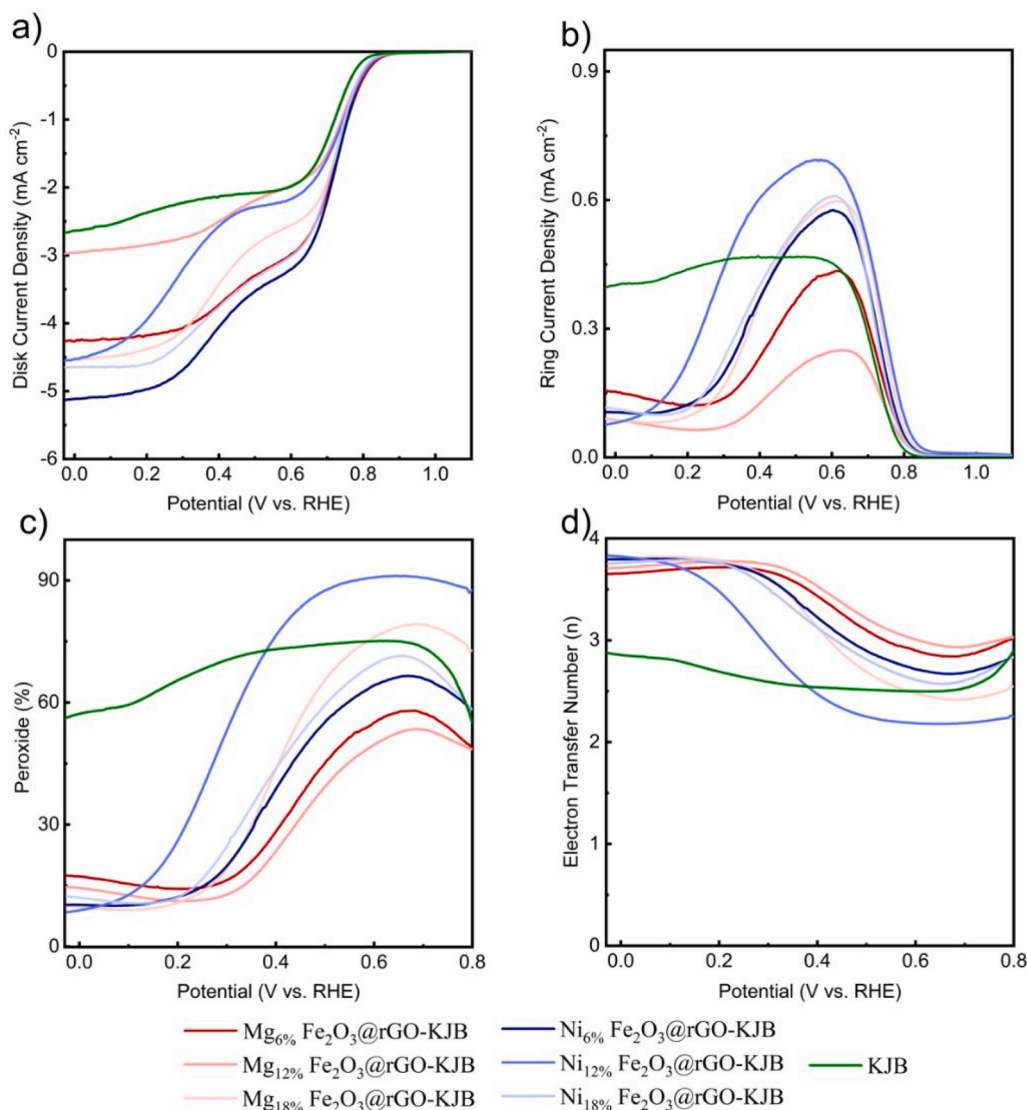 a)
0
-1
-2
-3
-4
-5
-6
Disk Current Density (mA cm⁻²)
0.0 0.2 0.4 0.6 0.8 1.0
Potential (V vs. RHE)
b)
0.9
0.6
0.3
0.0
Ring Current Density (mA cm⁻²)
0.0 0.2 0.4 0.6 0.8 1.0
Potential (V vs. RHE)
c)
90
60
30
0
Peroxide (%)
0.0 0.2 0.4 0.6 0.8
Potential (V vs. RHE)
d)
4
3
2
1
0
Electron Transfer Number (n)
0.0 0.2 0.4 0.6 0.8
Potential (V vs. RHE)
Mg₆% Fe₂O₃@rGO-KJB
Mg₁₂% Fe₂O₃@rGO-KJB
Mg₁₈% Fe₂O₃@rGO-KJB
Ni₆% Fe₂O₃@rGO-KJB
Ni₁₂% Fe₂O₃@rGO-KJB
Ni₁₈% Fe₂O₃@rGO-KJB
KJB